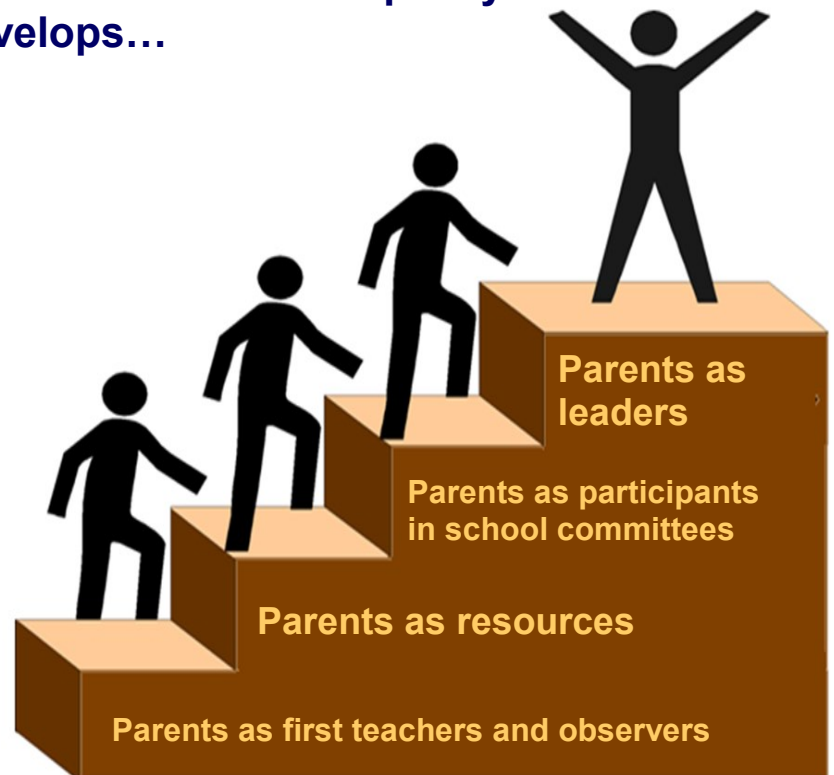 velops…
Parents as
leaders
Parents as participants
in school committees
Parents as resources
Parents as first teachers and observers